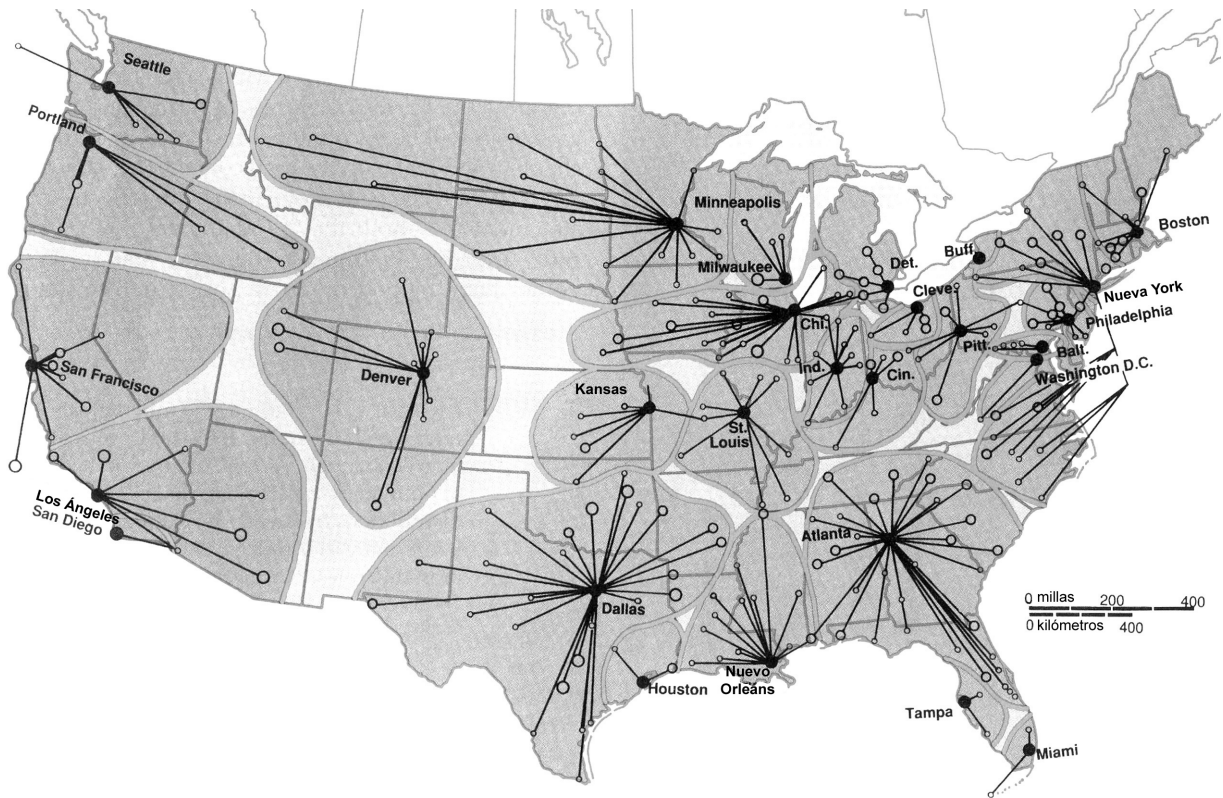 Seattle
Portland
Minneapolis
Milwaukee
Det.
Buff.
Boston
Cleve.
Nueva York
Philadelphia
Chi.
Pitt.
Balt.
Washington D.C.
San Francisco
Denver
Ind.
Cin.
Kansas
St.
Louis
Los Ángeles
San Diego
Atlanta
Dallas
0 millas 200 400
0 kilómetros 400
Nuevo
Orleáns
Houston
Tampa
Miami